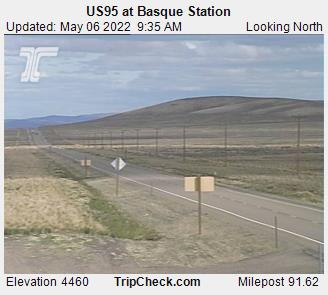 US95 at Basque Station
Updated: May 06 2022 9:35 AM Looking North
Elevation 4460 TripCheck.com Milepost 91.62